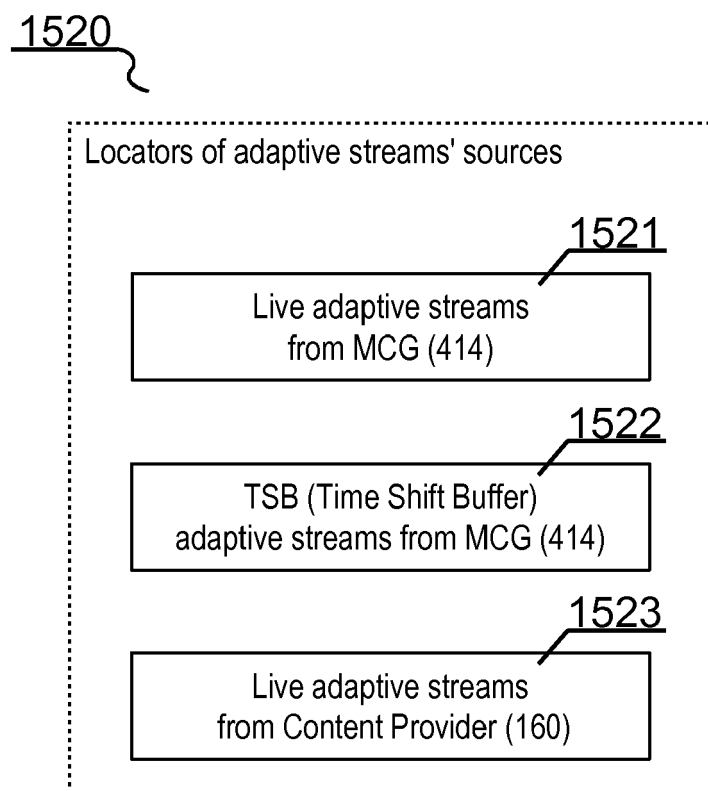 1520
Locators of adaptive streams' sources
1521
Live adaptive streams
from MCG (414)
1522
TSB (Time Shift Buffer)
adaptive streams from MCG (414)
1523
Live adaptive streams
from Content Provider (160)